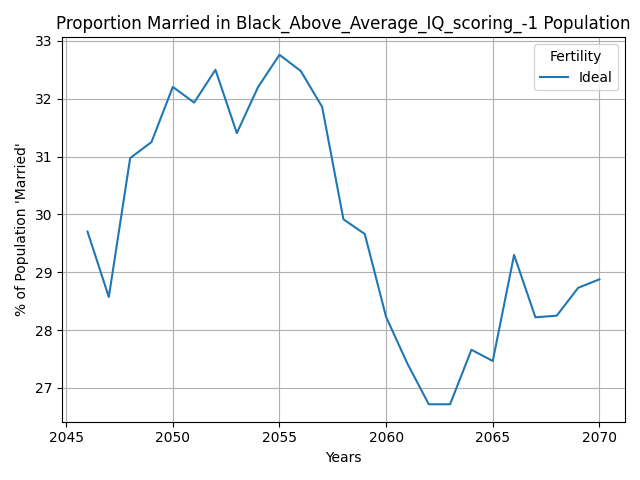 Proportion Married in Black_Above_Average_IQ_scoring_-1 Population
Fertility
Ideal
% of Population 'Married'
33
32
31
30
29
28
27
2045
2050
2055
2060
2065
2070
Years